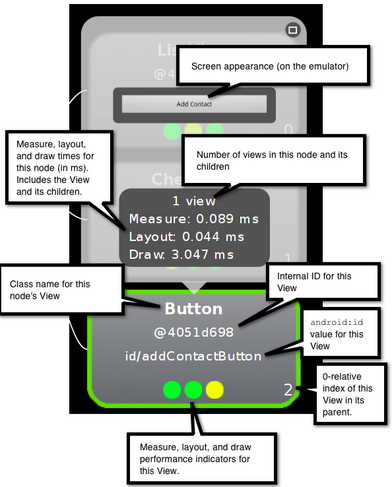 Li
Screen appearance (on the emulator)
@4
Add Contact
0
Measure, layout,
and draw times for
this node (in ms).
Includes the View
and its children.
Number of views in this node and its
children
Che
1 view
Measure: 0.089 ms
Layout: 0.044 ms
Draw: 3.047 ms
1
Class name for this
node's View
Internal ID for this
View
Button
@4051d698
android:id
value for this
View
id/addContactButton
0-relative
index of this
View in its
parent.
2
Measure, layout, and draw
performance indicators for
this View.